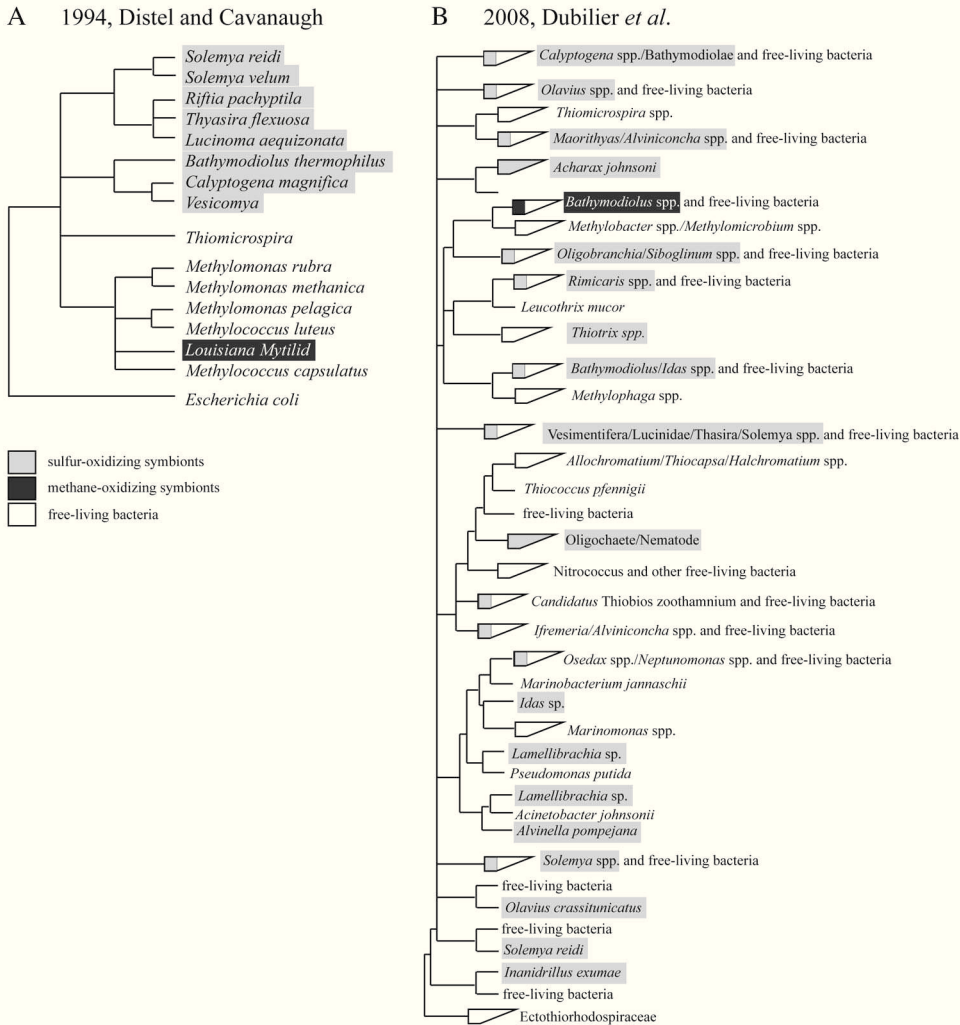 A 1994, Distel and Cavanaugh
Solemya reidi
Solemya velum
Riftia pachyptila
Thyasira flexuosa
Lucinoma aequizonata
Bathymodiolus thermophilus
Calyptogena magnifica
Vesicomya
Thiomicrospira
Methylomonas rubra
Methylomonas methanica
Methylomonas pelagica
Methylococcus luteus
Louisiana Mytilid
Methylococcus capsulatus
Escherichia coli
sulfur-oxidizing symbionts
methane-oxidizing symbionts
free-living bacteria
B 2008, Dubilier et al.
Calyptogena spp./Bathymodiolae and free-living bacteria
Olavius spp. and free-living bacteria
Thiomicrospira spp.
Maorithyas/Alviniconcha spp. and free-living bacteria
Acharax johnsoni
Bathymodiolus spp. and free-living bacteria
Methylobacter spp./Methylomicrobium spp.
Oligobranchia/Siboglinum spp. and free-living bacteria
Rimicaris spp. and free-living bacteria
Leucothrix mucor
Thiotrix spp.
Bathymodiolus/Idas spp. and free-living bacteria
Methylophaga spp.
Vesimentifera/Lucinidae/Thasira/Solemya spp. and free-living bacteria
Allochromatium/Thiocapsa/Halchromatium spp.
Thiococcus pfennigii
free-living bacteria
Oligochaete/Nematode
Nitrococcus and other free-living bacteria
Candidatus Thiobios zoothamnium and free-living bacteria
Ifremeria/Alviniconcha spp. and free-living bacteria
Osedax spp./Neptunomonas spp. and free-living bacteria
Marinobacterium jannaschii
Idas sp.
Marinomonas spp.
Lamellibrachia sp.
Pseudomonas putida
Lamellibrachia sp.
Acinetobacter johnsonii
Alvinella pompejana
Solemya spp. and free-living bacteria
free-living bacteria
Olavius crassitunicatus
free-living bacteria
Solemya reidi
Inanidrillus exumae
free-living bacteria
Ectothiorhodospiraceae